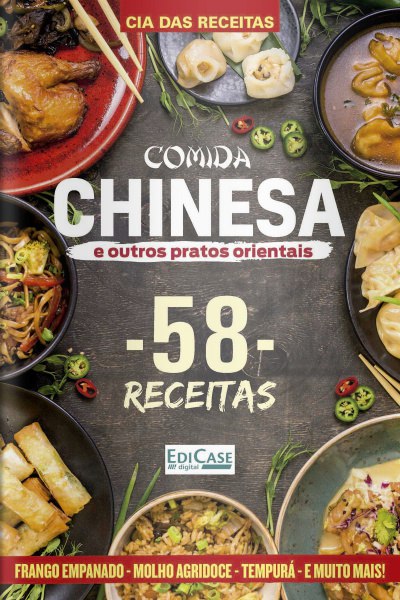 CIA DAS RECEITAS
COMIDA
CHINESA
e outros pratos orientais
-58-
RECEITAS
EDICASE
digital
FRANGO EMPANADO - MOLHO AGRIDOCE - TEMPURÁ - E MUITO MAIS!